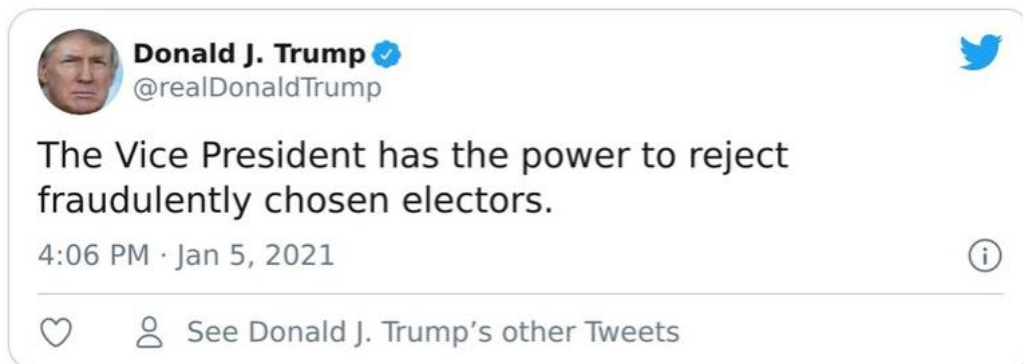 Donald J. Trump
@realDonaldTrump
The Vice President has the power to reject
fraudulently chosen electors.
4:06 PM · Jan 5, 2021
See Donald J. Trump’s other Tweets